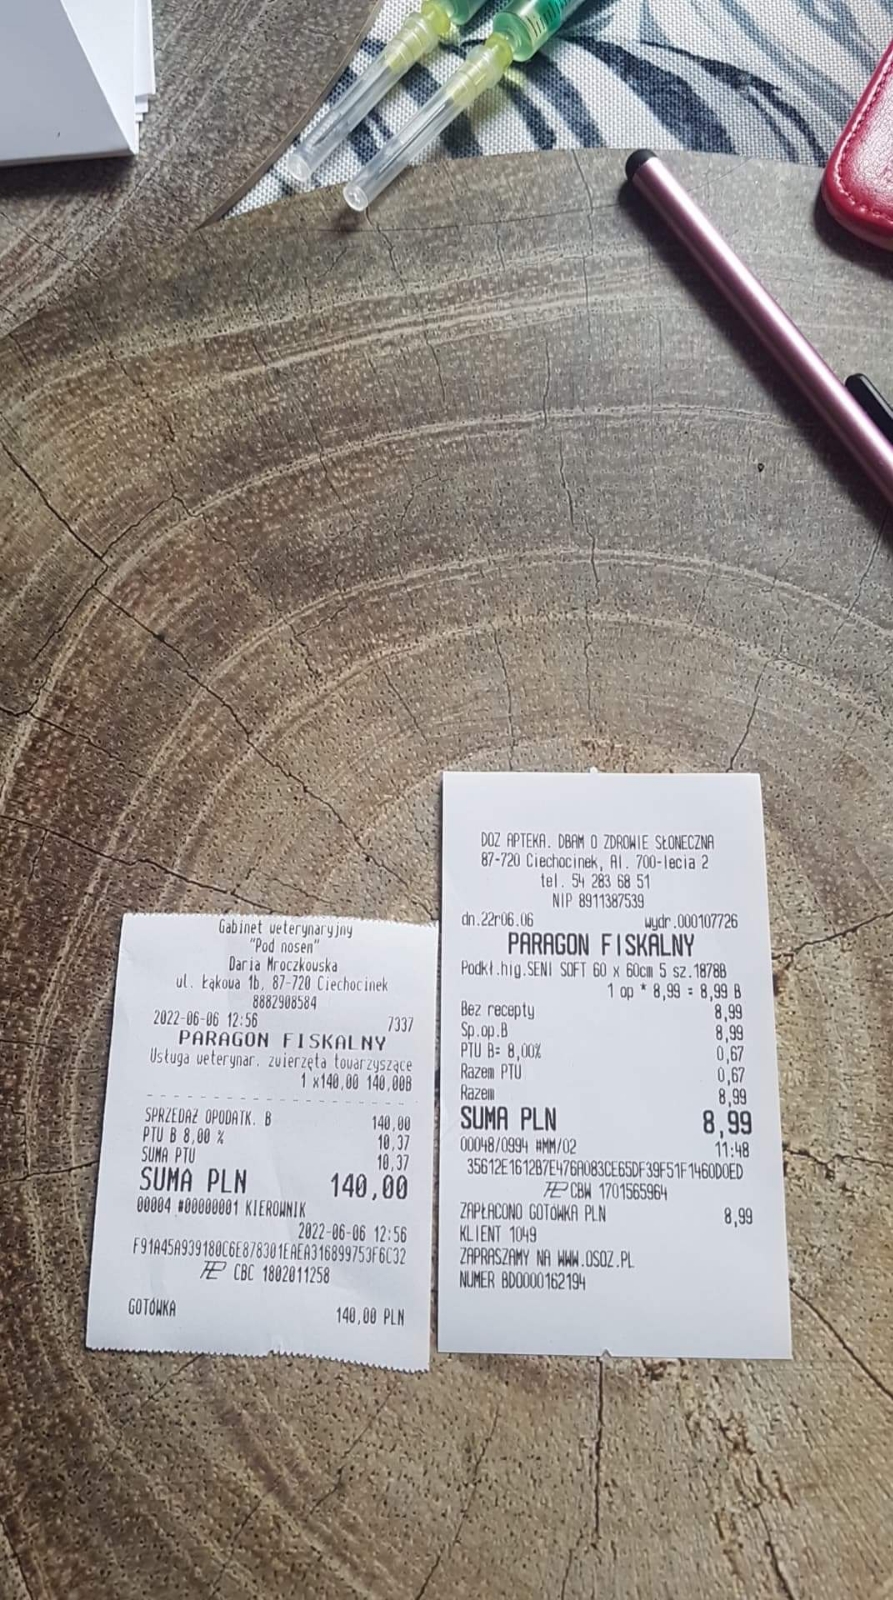 Gabinet weterynaryjny
"Pod nosem"
Daria Mroczkowska
ul. Łąkowa 1b, 87-720 Ciechocinek
8882908584
2022-06-06 12:56 7337
PARAGON FISKALNY
Usługa weterynar. zwierzęta towarzyszące
1 x140,00 140,00B
SPRZEDAŻ OPODATK. B 140,00
PTU B 8,00 % 10,37
SUMA PTU 10,37
SUMA PLN 140,00
00004 #00000001 KIEROWNIK
2022-06-06 12:56
F91A45A939180C6E878301EAEA316899753F6C32
CBC 1802011258
GOTÓWKA 140,00 PLN
DOZ APTEKA. DBAM O ZDROWIE SŁONECZNA
87-720 Ciechocinek, Al. 700-lecia 2
tel. 54 283 68 51
NIP 8911387539
dn.22r06.06 wydr.000107726
PARAGON FISKALNY
Podkł.hig.SENI SOFT 60 x 60cm 5 sz.1878B
1 op * 8,99 = 8,99 B
Bez recepty 8,99
Sp.op.B 8,99
PTU B= 8,00% 0,67
Razem PTU 0,67
Razem 8,99
SUMA PLN 8,99
00048/0994 #MM/02 11:48
35612E1612B7E476A083CE65DF39F51F1460D0ED
CBW 1701565964
ZAPŁACONO GOTÓWKA PLN 8,99
KLIENT 1049
ZAPRASZAMY NA WWW.OSOZ.PL
NUMER BDO000162194